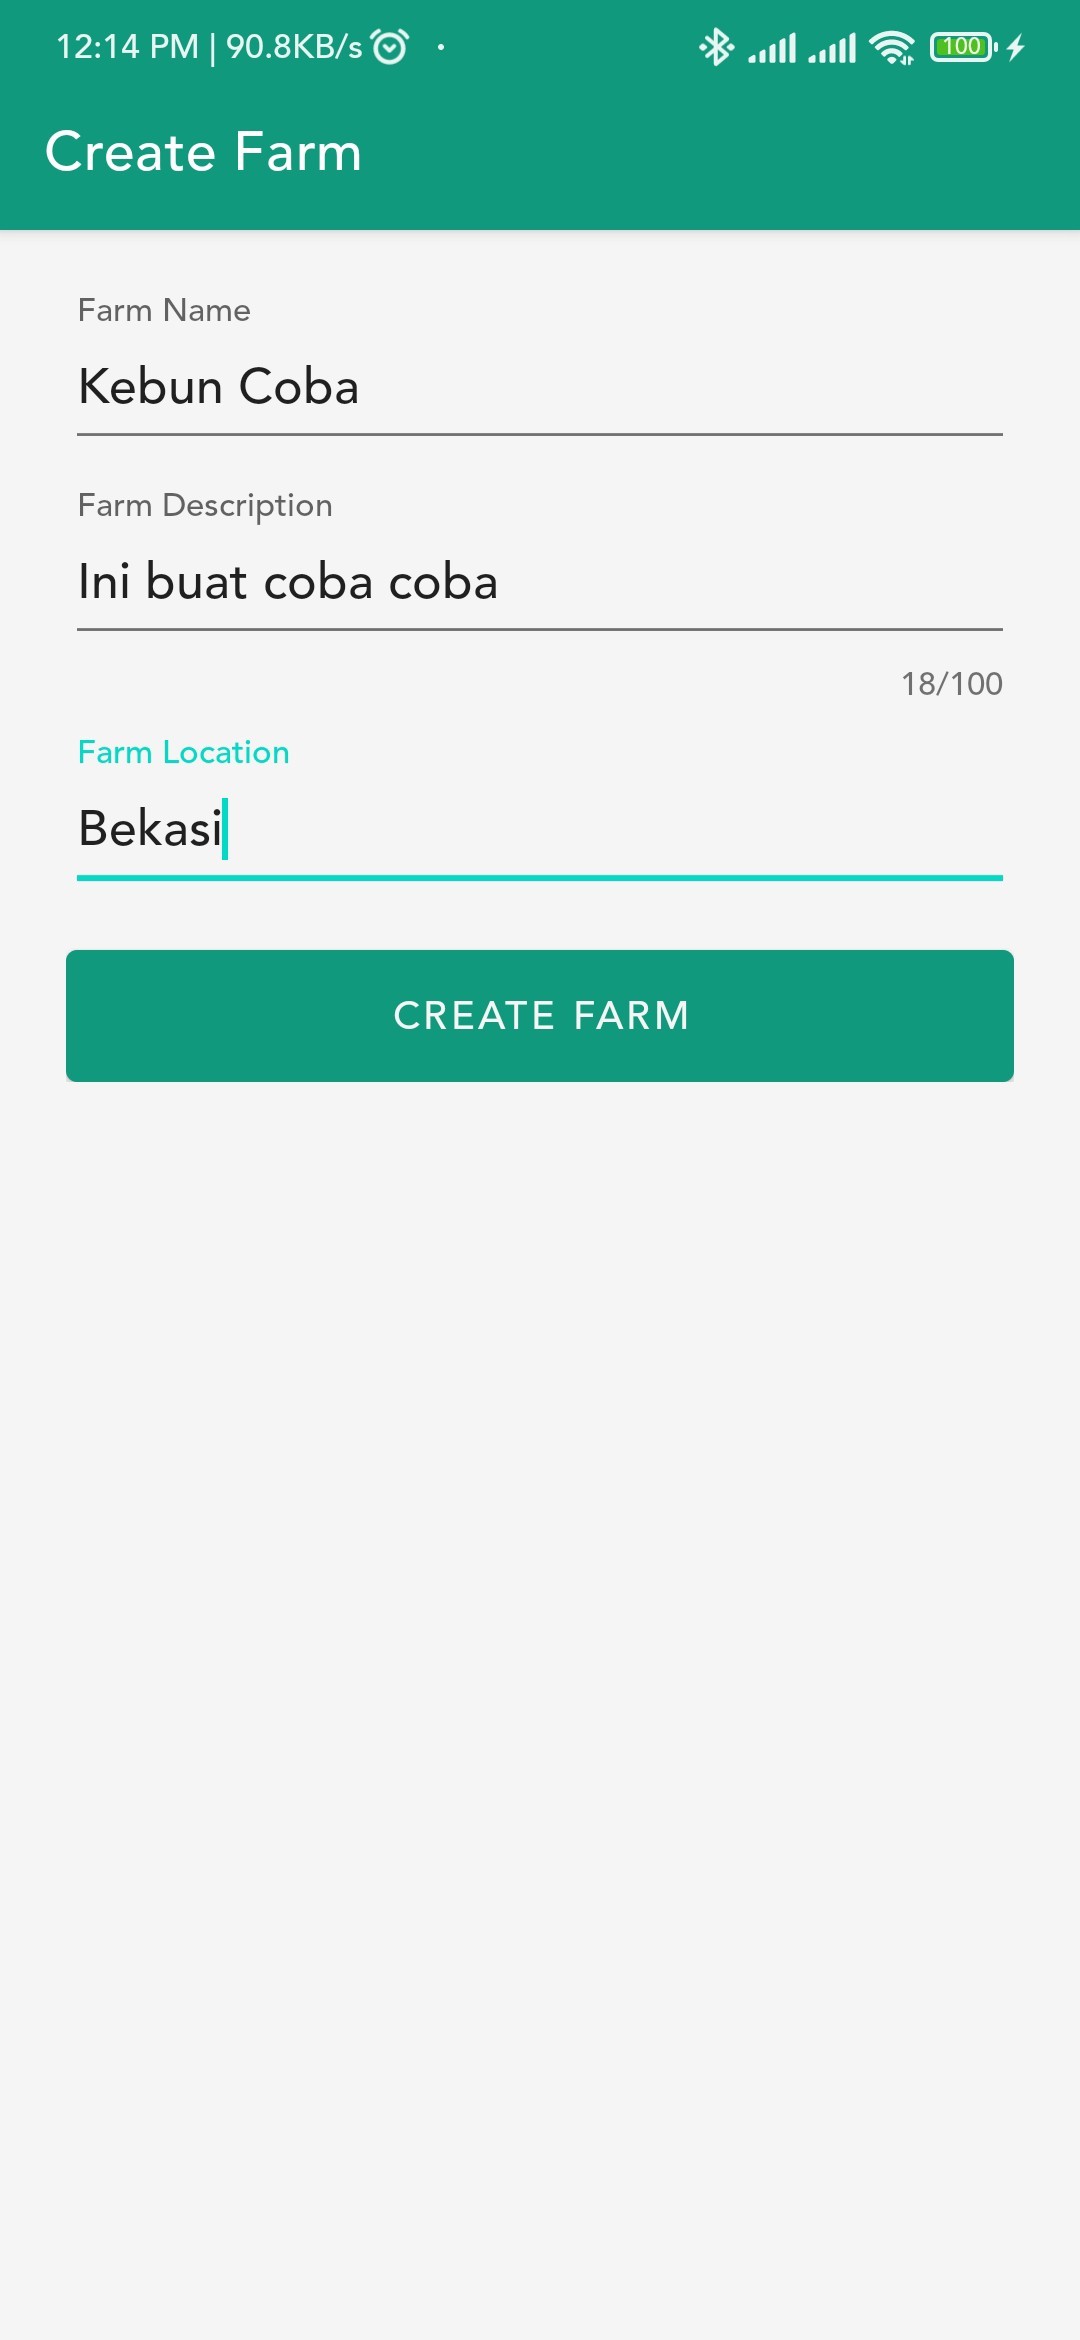 12:14 PM | 90.8KB/s 100
Create Farm
Farm Name
Kebun Coba
Farm Description
Ini buat coba coba
18/100
Farm Location
Bekasi
CREATE FARM